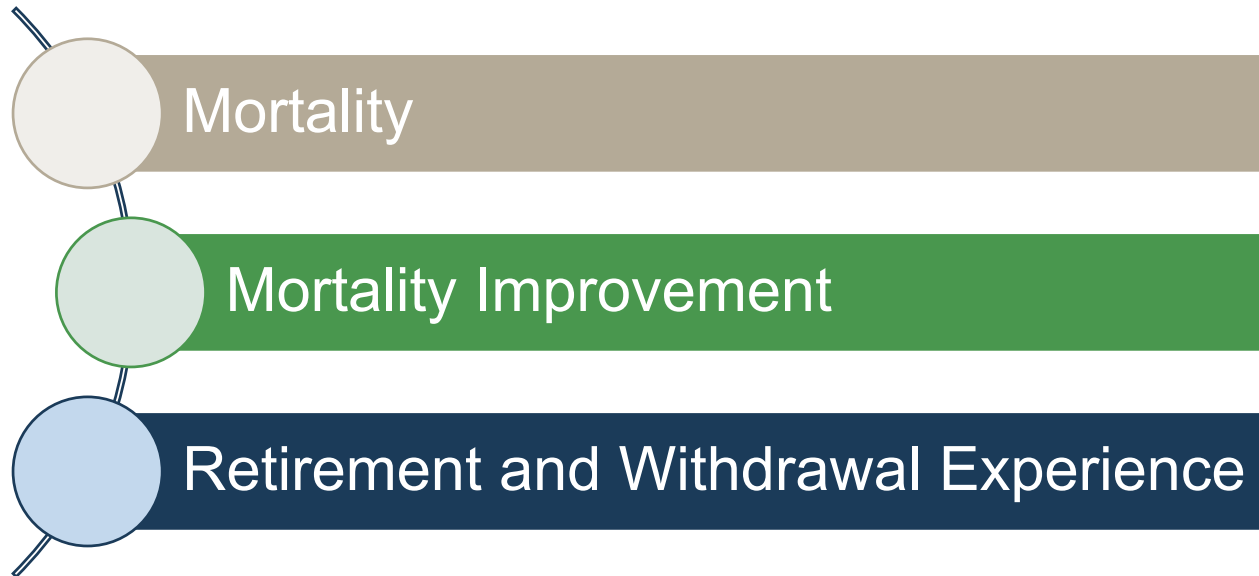 Mortality
Mortality Improvement
Retirement and Withdrawal Experience